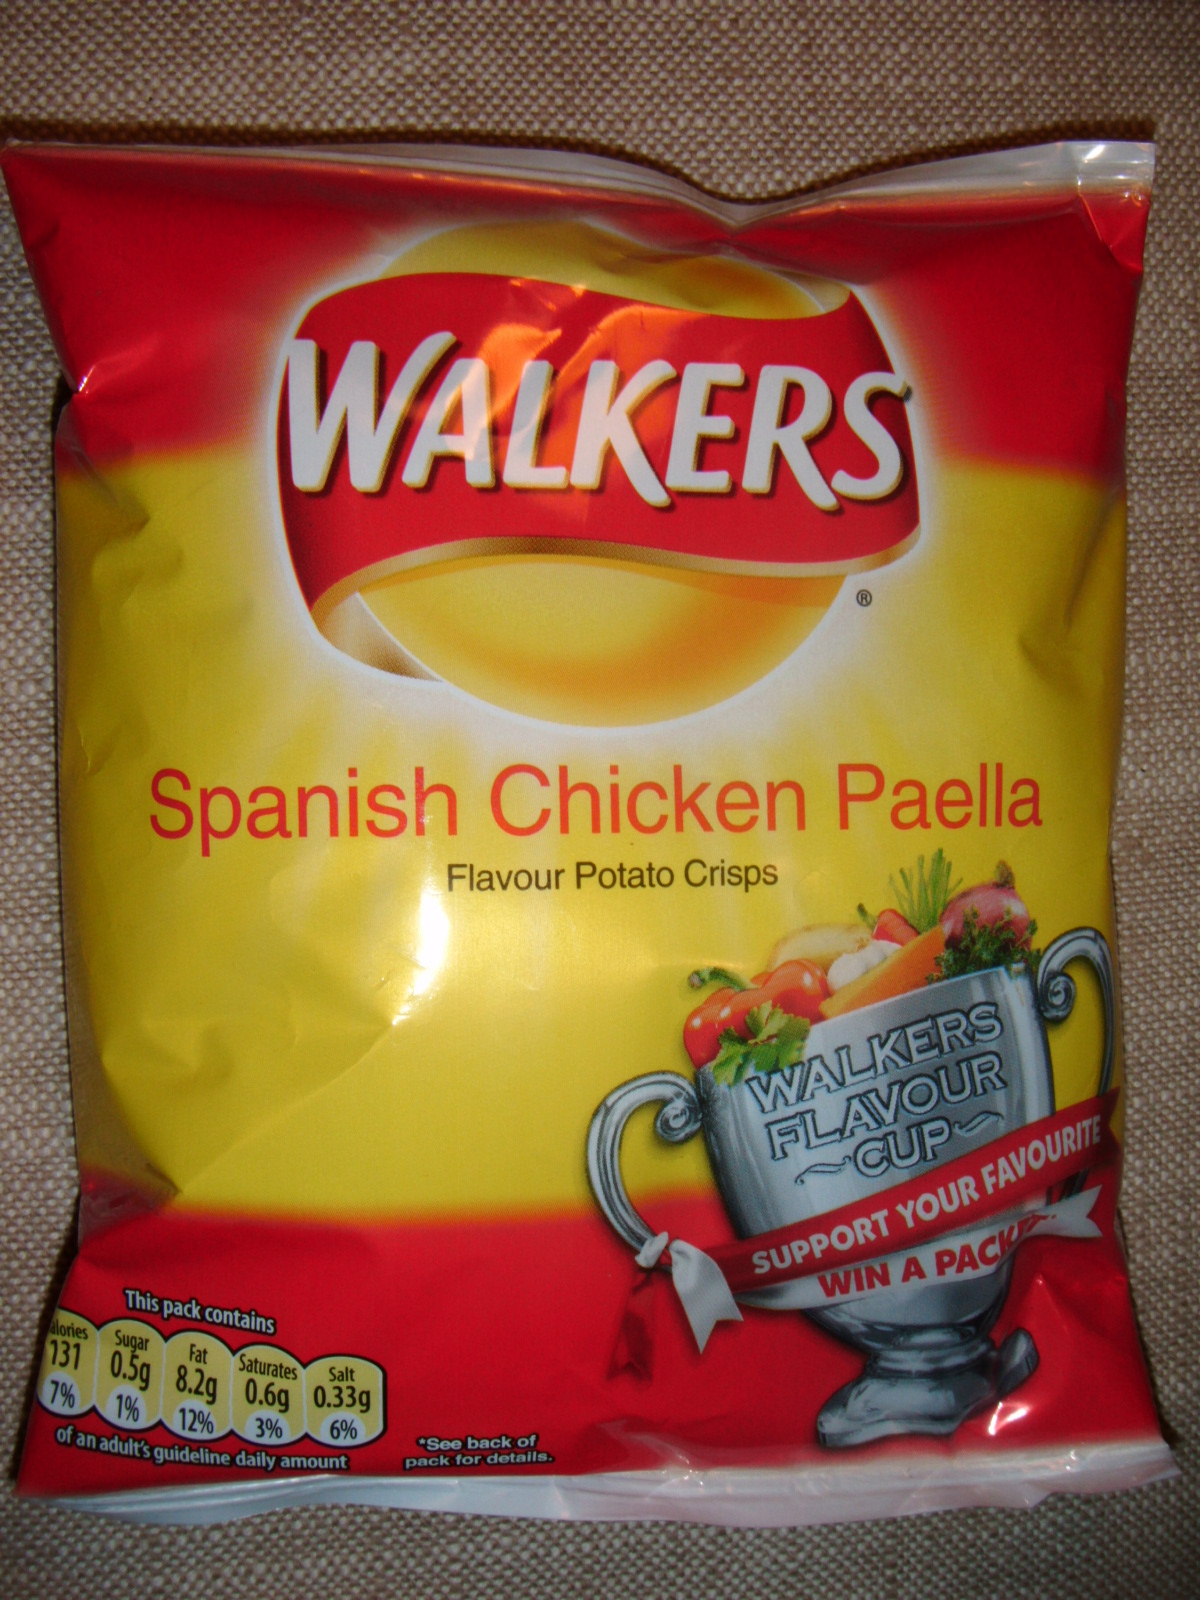 WALKERS
®
Spanish Chicken Paella
Flavour Potato Crisps
WALKERS
FLAVOUR
CUP
SUPPORT YOUR FAVOURITE
WIN A
This pack contains
alories Sugar Fat Saturates Salt
131 0.5g 8.2g 0.6g 0.33g
7% 1% 12% 3% 6%
of an adult's guideline daily amount
*See back of
pack for details.